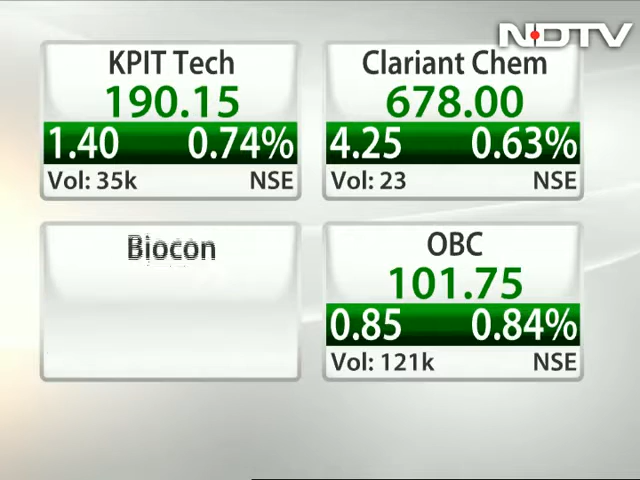 NDTV
KPIT Tech
190.15
1.40 0.74%
Vol: 35k NSE
Clariant Chem
678.00
4.25 0.63%
Vol: 23 NSE
Biocon
OBC
101.75
0.85 0.84%
Vol: 121k NSE